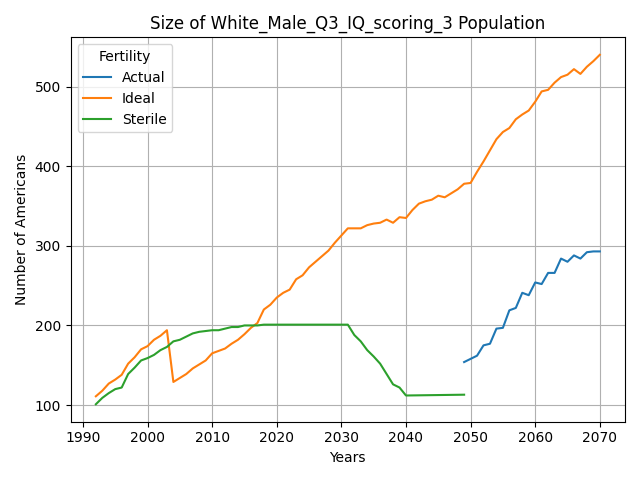 Size of White_Male_Q3_IQ_scoring_3 Population
Fertility
Actual
Ideal
Sterile
Number of Americans
500
400
300
200
100
1990
2000
2010
2020
2030
2040
2050
2060
2070
Years